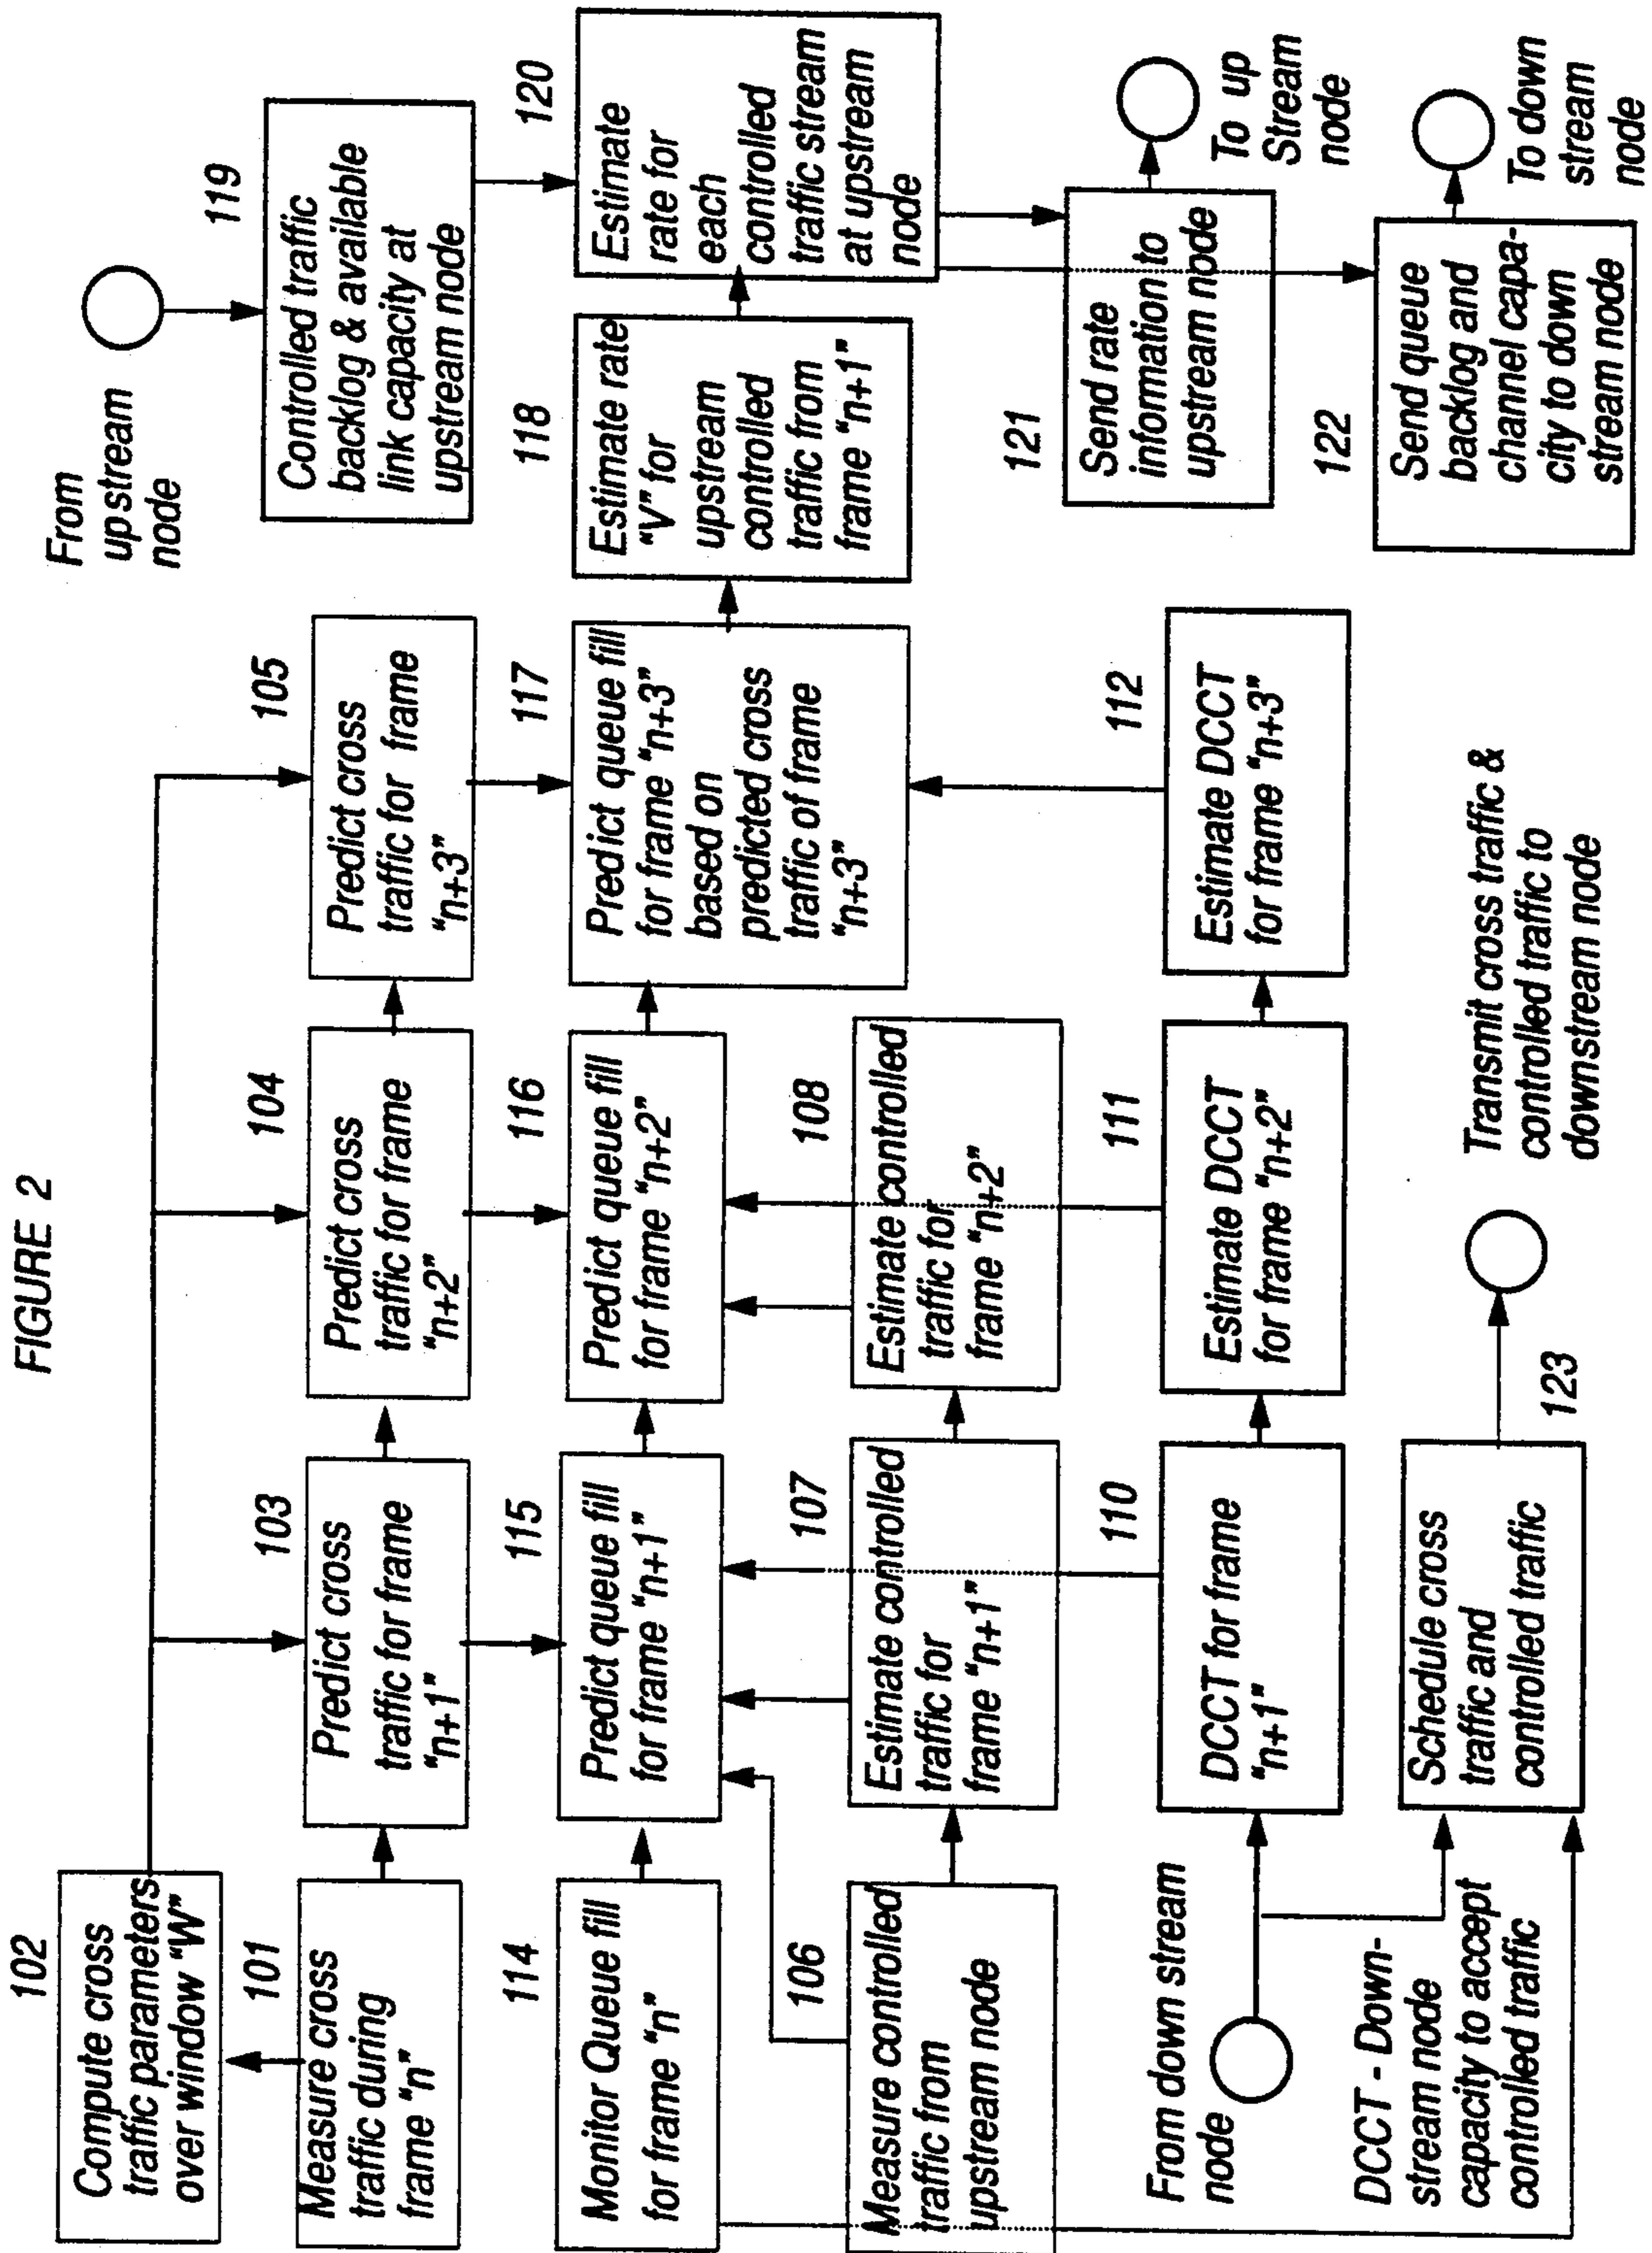 FIGURE 2
102
Compute cross
traffic parameters
over window "W"
101
Measure cross
traffic during
frame "n"
103
Predict cross
traffic for frame
"n+1"
104
Predict cross
traffic for frame
"n+2"
105
Predict cross
traffic for frame
"n+3"
From
upstream
node
119
Controlled traffic
backlog & available
link capacity at
upstream node
114
Monitor Queue fill
for frame "n"
115
Predict queue fill
for frame "n+1"
116
Predict queue fill
for frame "n+2"
117
Predict queue fill
for frame "n+3"
based on
predicted cross
traffic of frame
"n+3"
118
Estimate rate
"V" for
upstream
controlled
traffic from
frame "n+1"
120
Estimate
rate for
each
controlled
traffic stream
at upstream
node
106
Measure controlled
traffic from
upstream node
107
Estimate controlled
traffic for
frame "n+1"
108
Estimate controlled
traffic for
frame "n+2"
From down stream
node
110
DCCT for frame
"n+1"
111
Estimate DCCT
for frame "n+2"
112
Estimate DCCT
for frame "n+3"
121
Send rate
information to
upstream node
To up
Stream
node
DCCT - Down-
stream node
capacity to accept
controlled traffic
Schedule cross
traffic and
controlled traffic
123
Transmit cross traffic &
controlled traffic to
downstream node
122
Send queue
backlog and
channel capa-
city to down
stream node
To down
stream
node